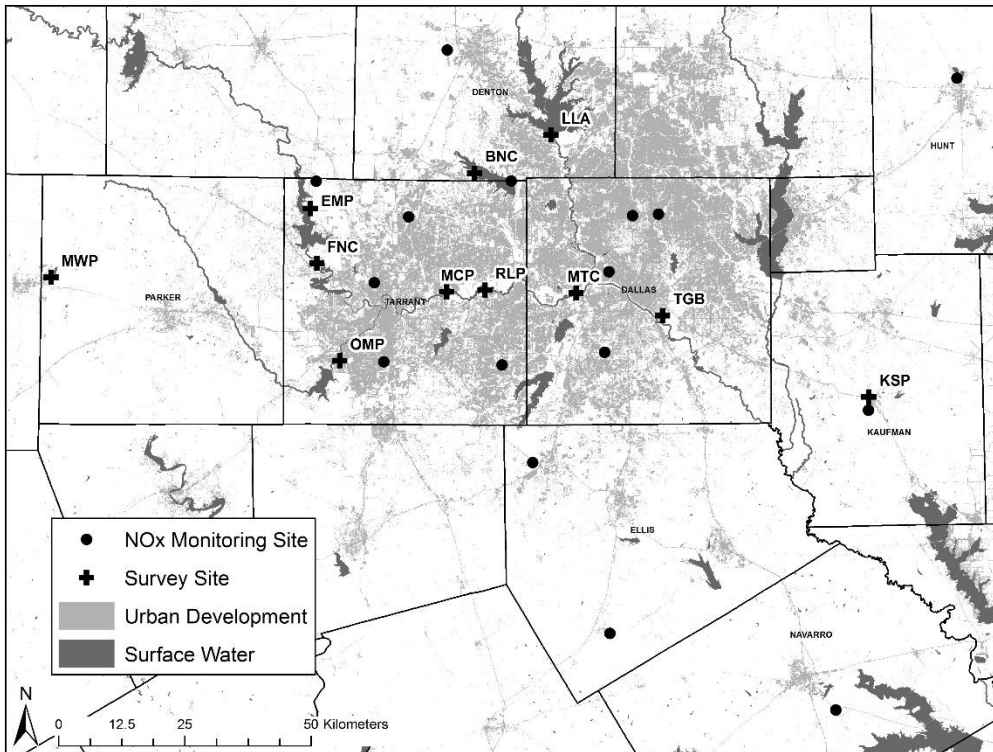 DENTON
LLA
HUNT
BNC
EMP
FNC
MWP
MCP
RLP
MTC
PARKER
TARRANT
DALLAS
TGB
OMP
KSP
KAUFMAN
ELLIS
NAVARRO
NOx Monitoring Site
Survey Site
Urban Development
Surface Water
N
0 12.5 25 50 Kilometers